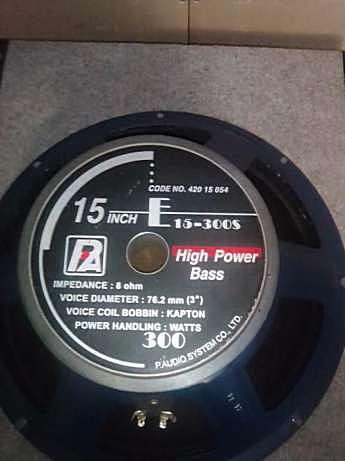 CODE NO. 420 15 054
15 INCH E 15-300S
PA
High Power
Bass
IMPEDANCE : 8 ohm
VOICE DIAMETER : 76.2 mm (3")
VOICE COIL BOBBIN : KAPTON
POWER HANDLING : WATTS
300
P.AUDIO SYSTEM CO., LTD.